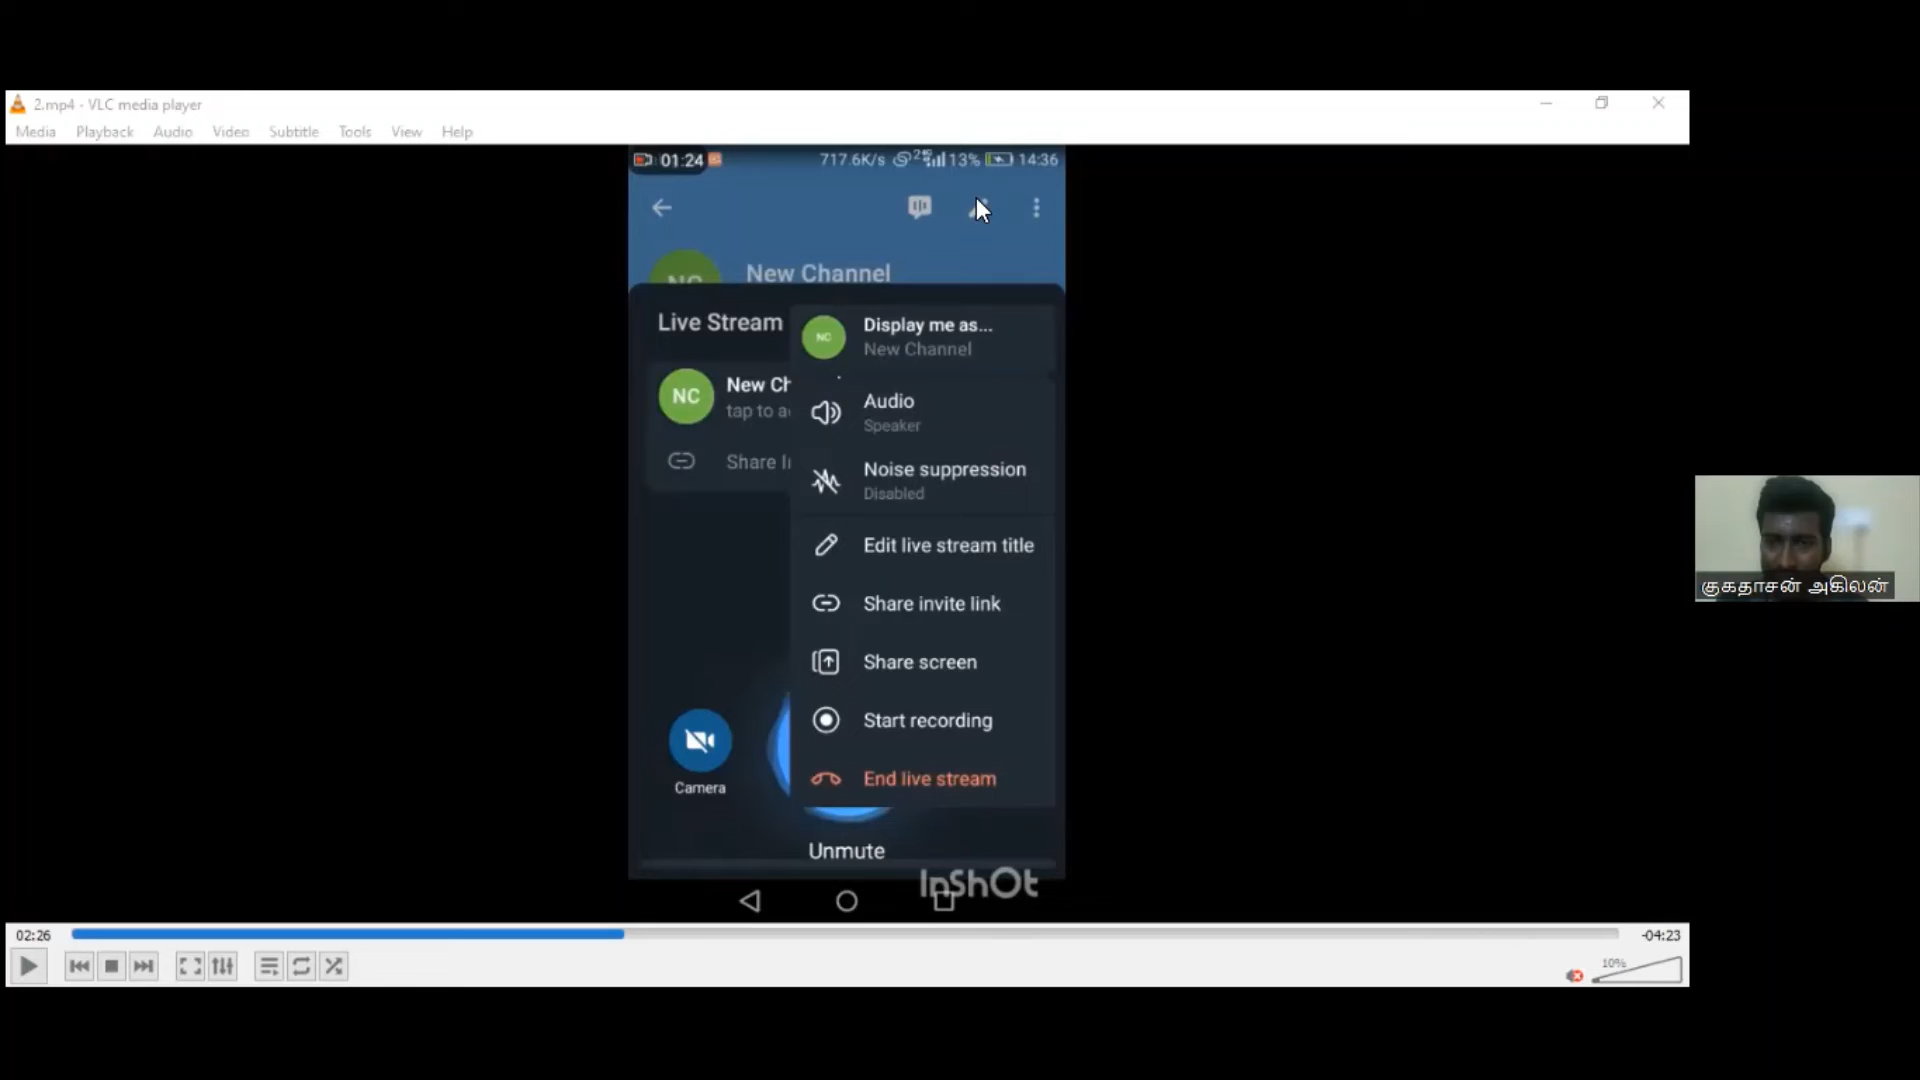 2.mp4 - VLC media player
Media Playback Audio Video Subtitle Tools View Help
01:24 717.6K/s 13% 14:36
NC New Channel
Live Stream
Display me as...
NC
New Channel
New Ch
NC
tap to a
Audio
Speaker
Share I
Noise suppression
Disabled
Edit live stream title
Share invite link
குகதாசன் அகிலன்
Share screen
Start recording
End live stream
Camera
Unmute
InShOt
02:26 -04:23
10%